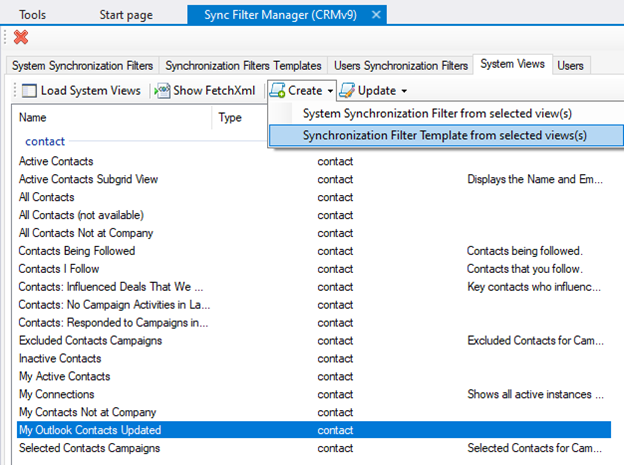 Tools Start page Sync Filter Manager (CRMv9) ×
System Synchronization Filters Synchronization Filters Templates Users Synchronization Filters System Views Users
Load System Views Show FetchXml Create Update
System Synchronization Filter from selected view(s)
Synchronization Filter Template from selected views(s)
Name Type
contact
Active Contacts contact
Active Contacts Subgrid View contact Displays the Name and Em...
All Contacts contact
All Contacts (not available) contact
All Contacts Not at Company contact
Contacts Being Followed contact Contacts being followed.
Contacts I Follow contact Contacts that you follow.
Contacts: Influenced Deals That We ... contact Key contacts who influenc...
Contacts: No Campaign Activities in La... contact
Contacts: Responded to Campaigns in... contact
Excluded Contacts Campaigns contact Excluded Contacts for Cam...
Inactive Contacts contact
My Active Contacts contact
My Connections contact Shows all active instances ...
My Contacts Not at Company contact
My Outlook Contacts Updated contact
Selected Contacts Campaigns contact Selected Contacts for Cam...